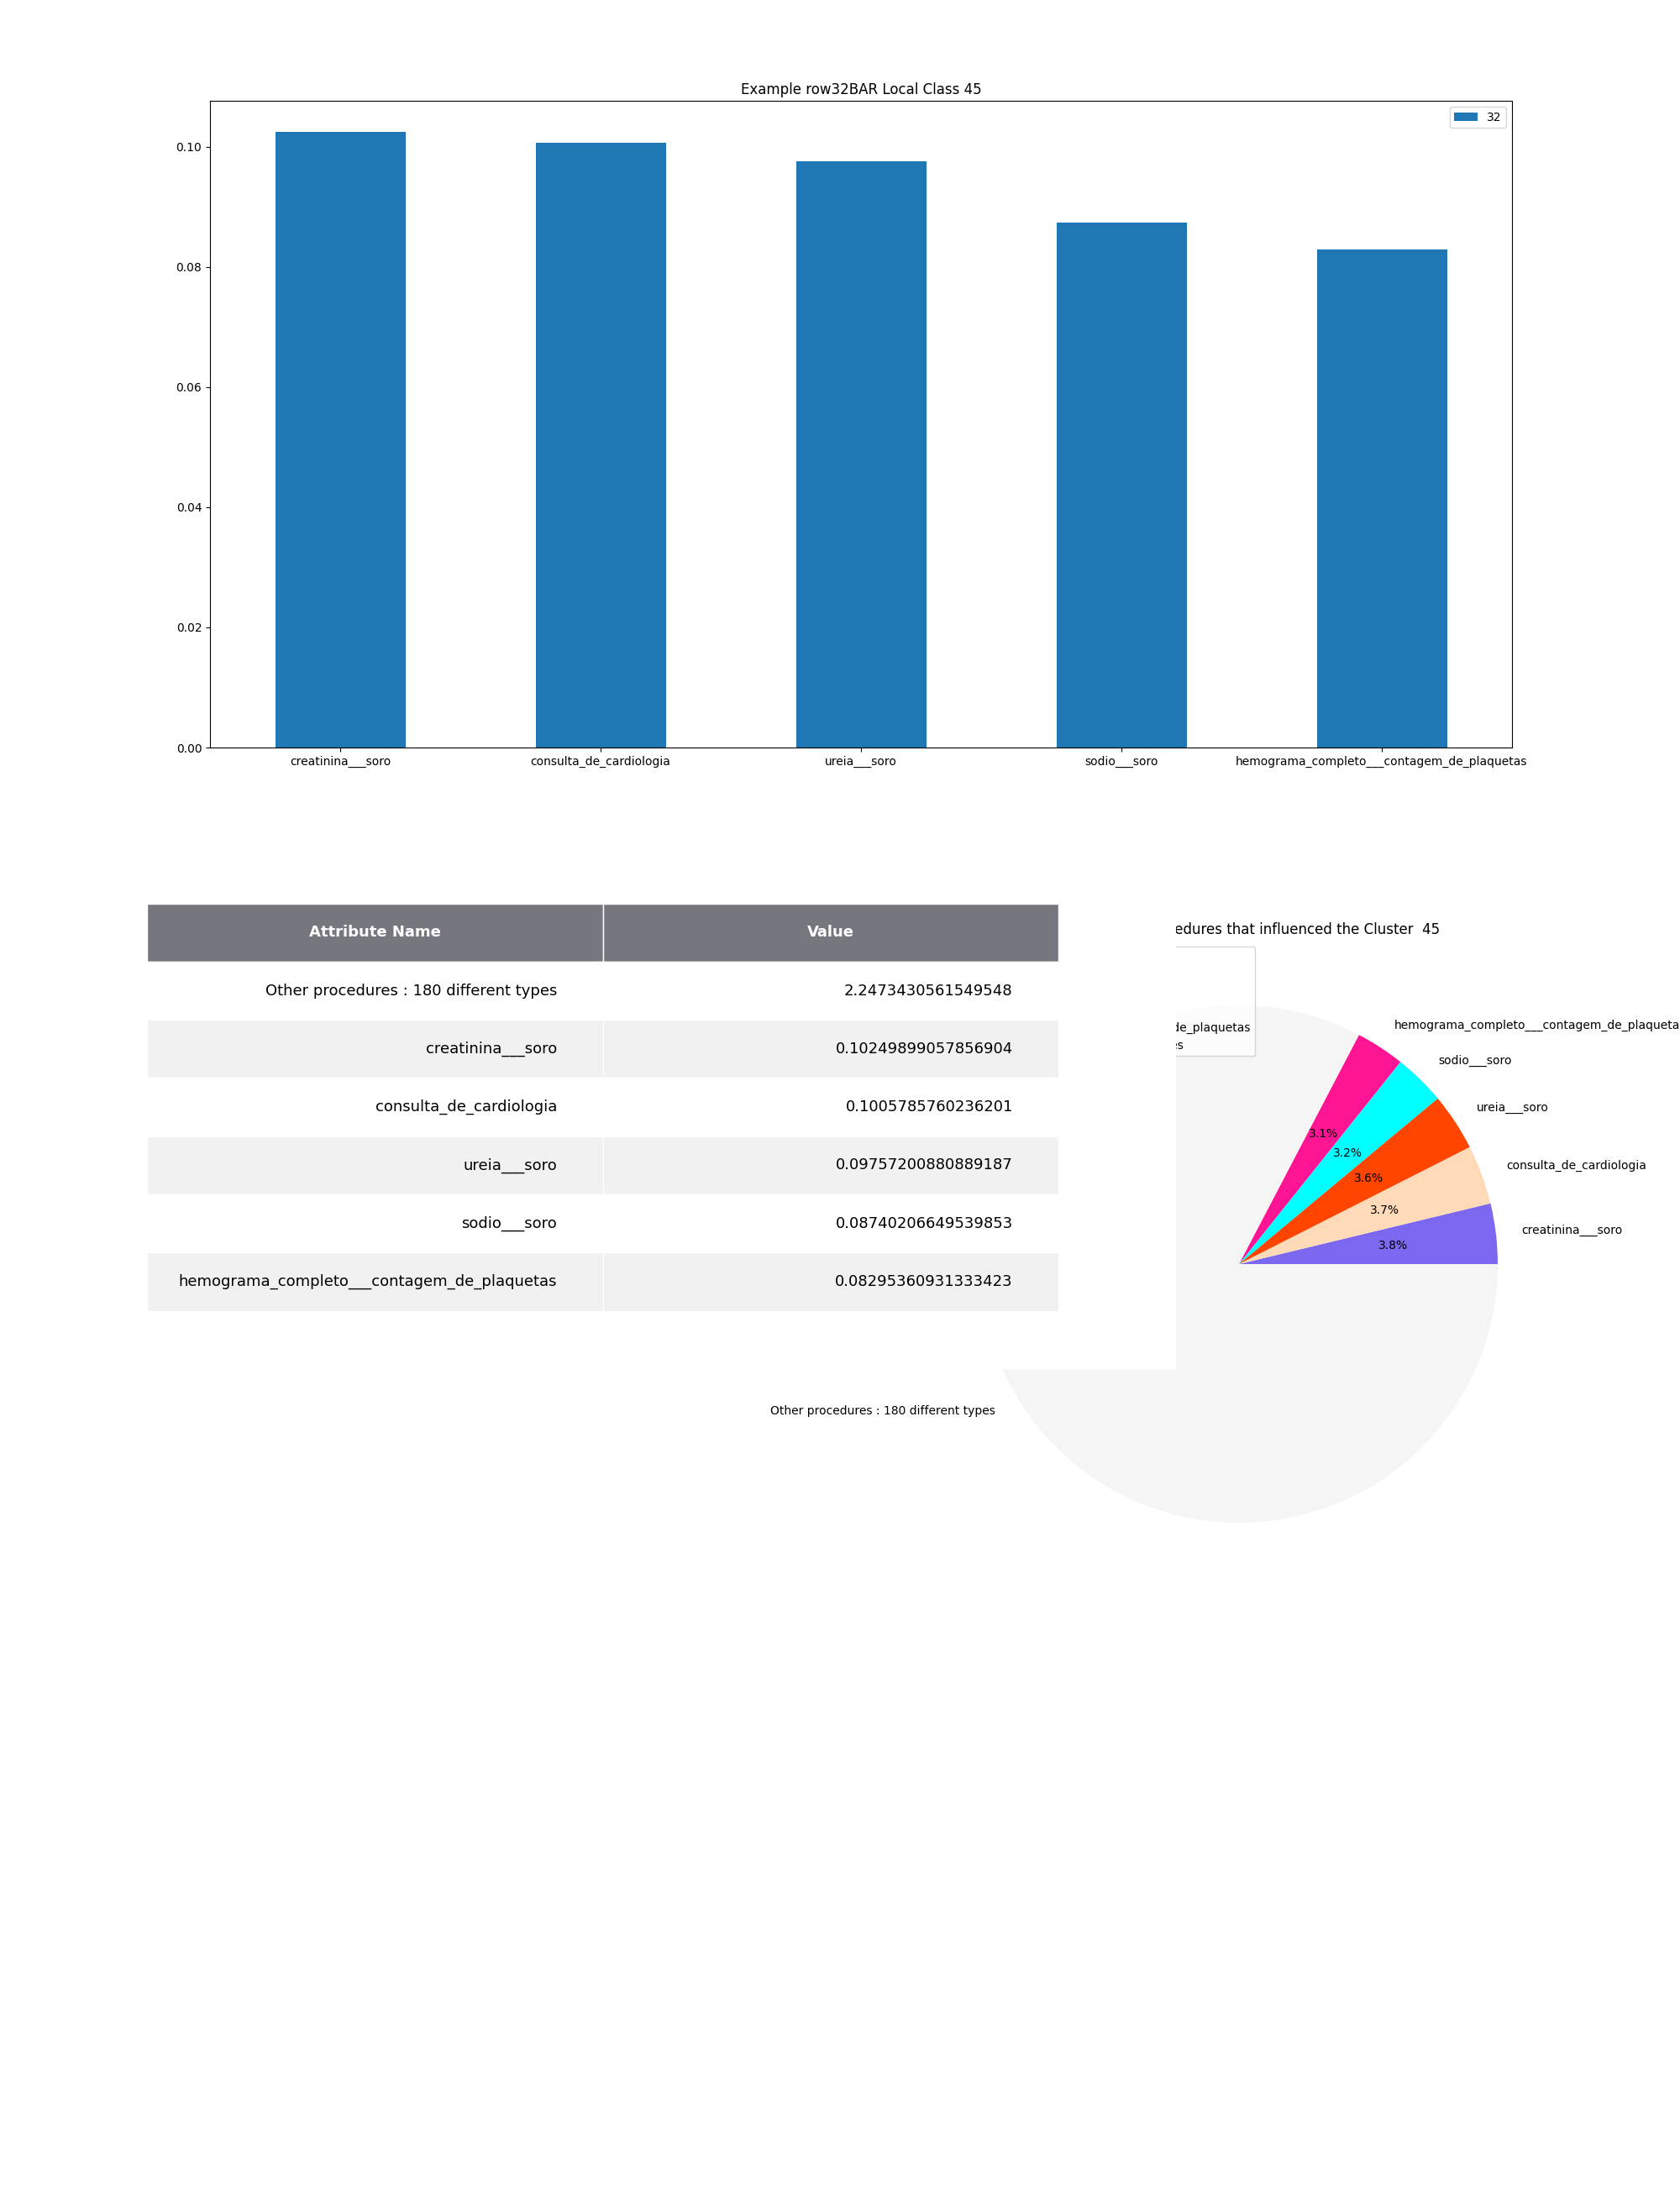 Example row32BAR Local Class 45
32
0.10
0.08
0.06
0.04
0.02
0.00
creatinina___soro
consulta_de_cardiologia
ureia___soro
sodio___soro
hemograma_completo___contagem_de_plaquetas
Attribute Name Value
Other procedures : 180 different types 2.2473430561549548
creatinina___soro 0.10249899057856904
consulta_de_cardiologia 0.1005785760236201
ureia___soro 0.09757200880889187
sodio___soro 0.08740206649539853
hemograma_completo___contagem_de_plaquetas 0.08295360931333423
edures that influenced the Cluster 45
de_plaquetas
es
hemograma_completo___contagem_de_plaqueta
sodio___soro
ureia___soro
consulta_de_cardiologia
creatinina___soro
3.1%
3.2%
3.6%
3.7%
3.8%
Other procedures : 180 different types